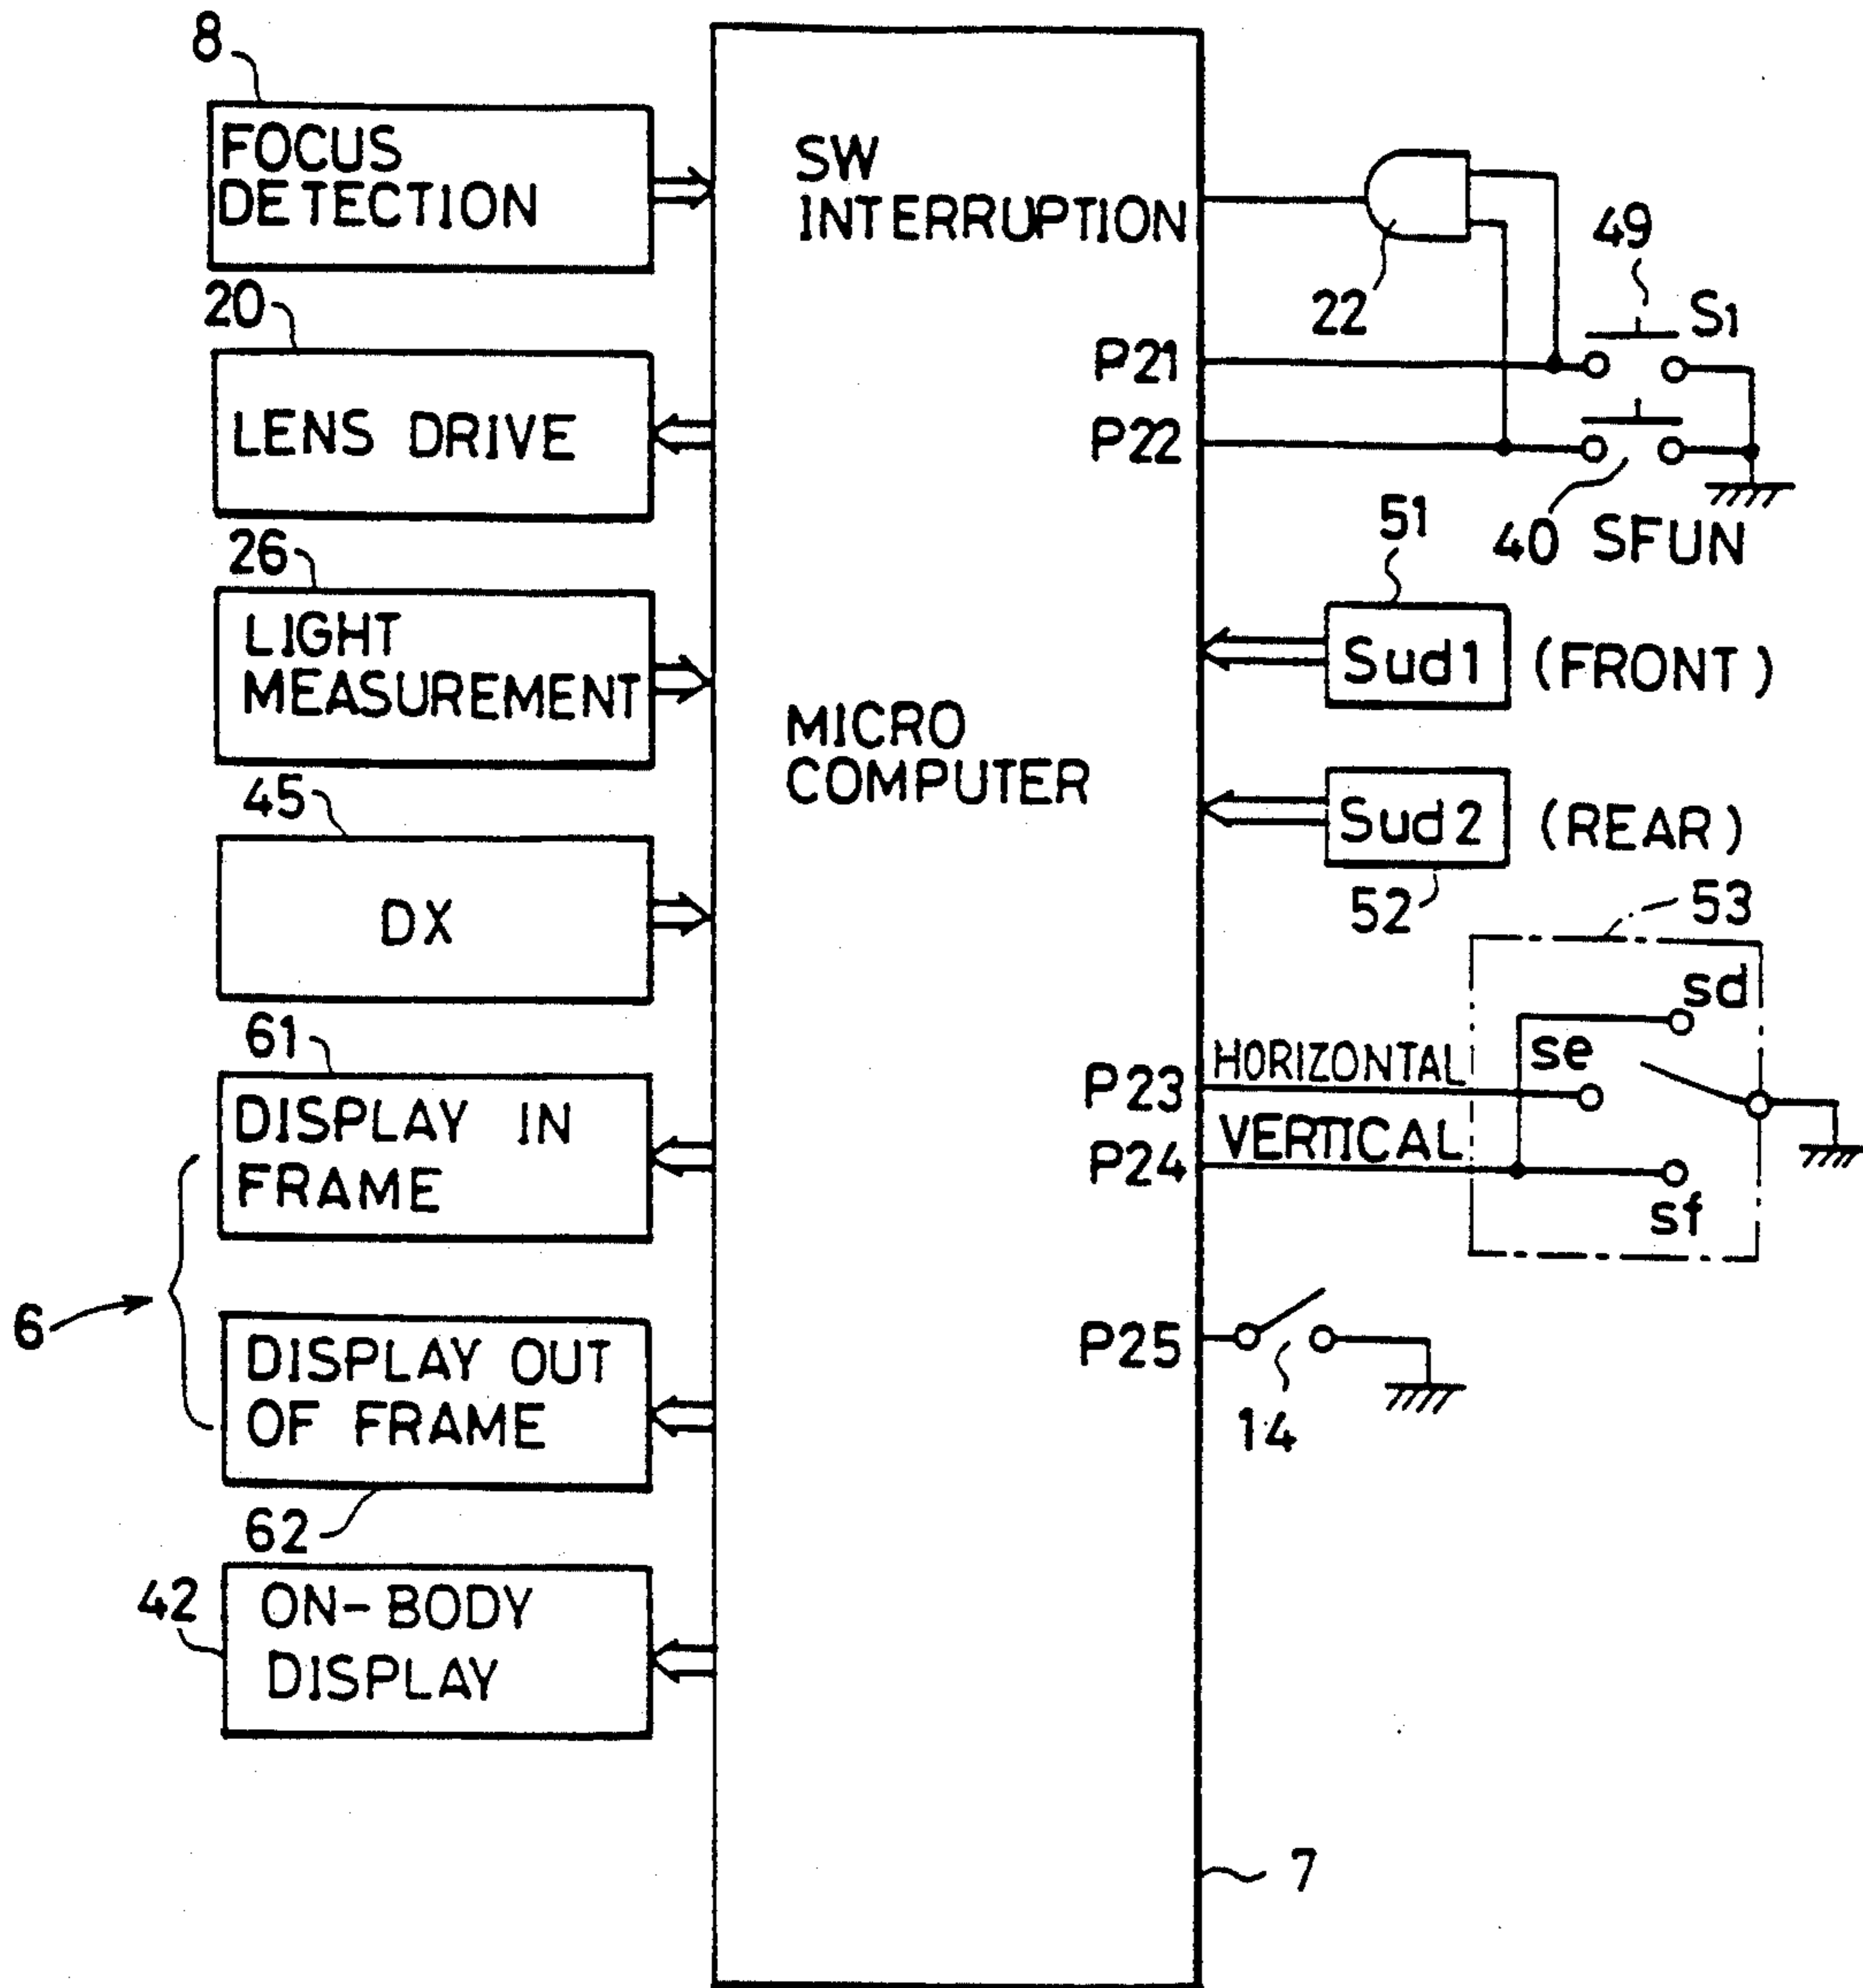 8
FOCUS
DETECTION
20
LENS DRIVE
26
LIGHT
MEASUREMENT
45
DX
61
DISPLAY IN
FRAME
6
DISPLAY OUT
OF FRAME
62
42
ON-BODY
DISPLAY
SW
INTERRUPTION
MICRO
COMPUTER
22
49
S1
P21
P22
40 SFUN
51
Sud1 (FRONT)
Sud2 (REAR)
52
53
sd
se
P23 HORIZONTAL
P24 VERTICAL
sf
P25
14
7